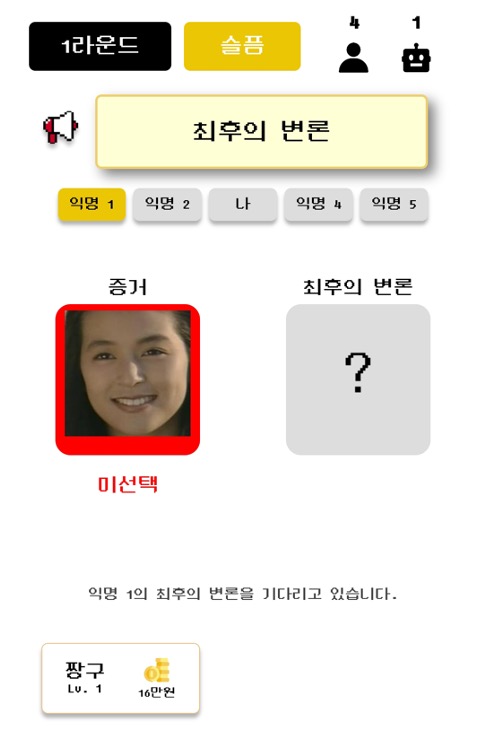 1라운드
슬픔
4
1
최후의 변론
익명 1
익명 2
나
익명 4
익명 5
증거
최후의 변론
?
미선택
익명 1의 최후의 변론을 기다리고 있습니다.
짱구
Lv. 1
16만원